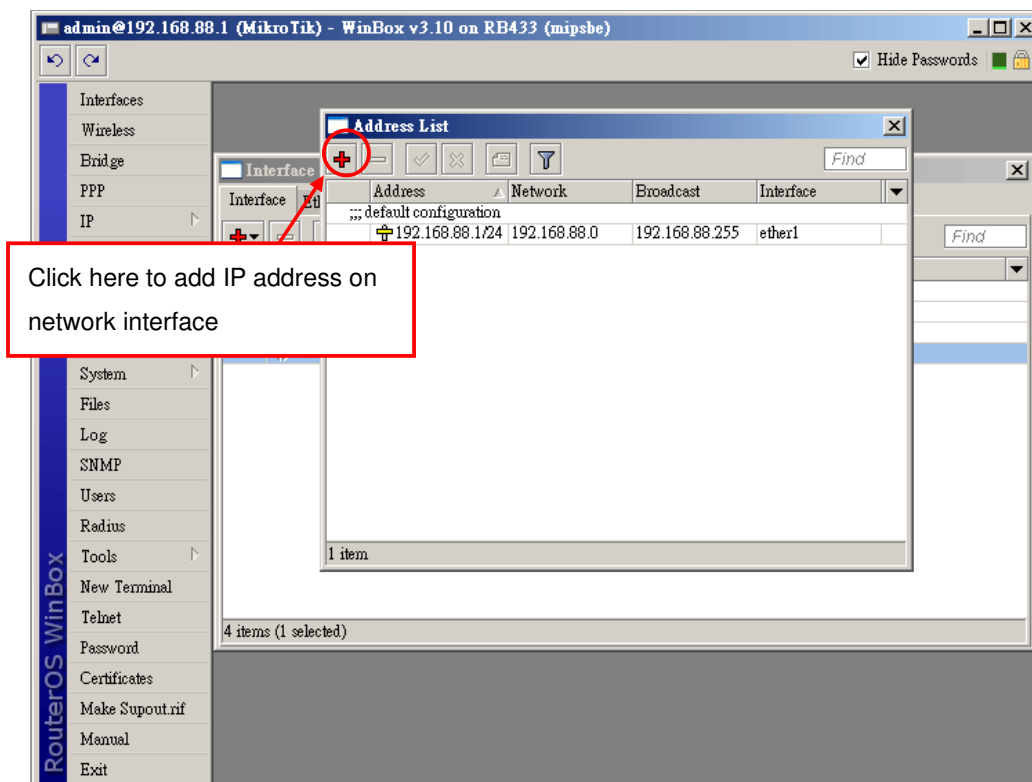 admin@192.168.88.1 (MikroTik) - WinBox v3.10 on RB433 (mipsbe)
Hide Passwords
Interfaces
Wireless
Bridge
PPP
IP
System
Files
Log
SNMP
Users
Radius
Tools
New Terminal
Telnet
Password
Certificates
Make Supout.rif
Manual
Exit
RouterOS WinBox
Interface
Interface
Find
4 items (1 selected)
Address List
Find
Address Network Broadcast Interface
;;; default configuration
192.168.88.1/24 192.168.88.0 192.168.88.255 ether1
1 item
Click here to add IP address on
network interface